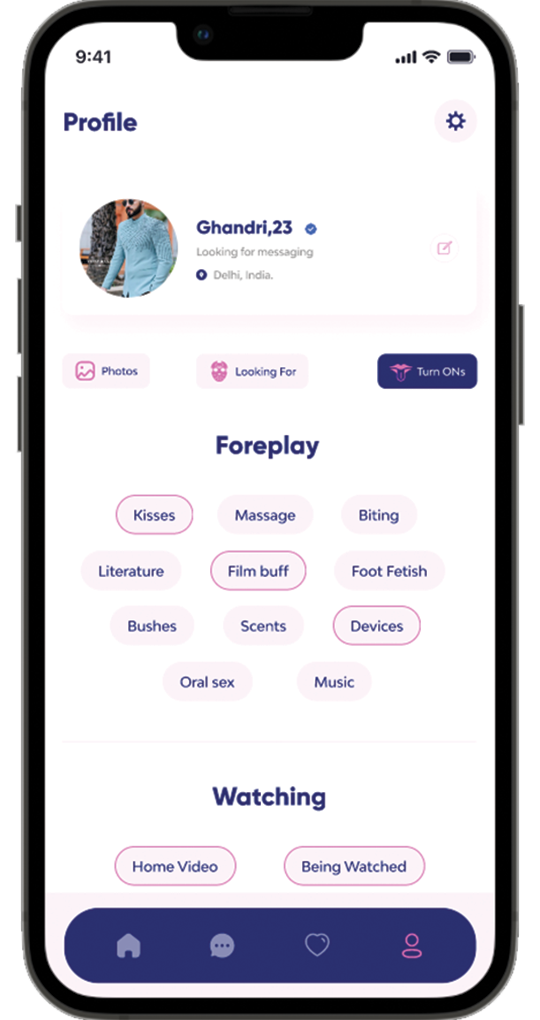 9:41
Profile
Ghandri,23
Looking for messaging
Delhi, India.
Photos Looking For Turn ONs
Foreplay
Kisses Massage Biting
Literature Film buff Foot Fetish
Bushes Scents Devices
Oral sex Music
Watching
Home Video Being Watched